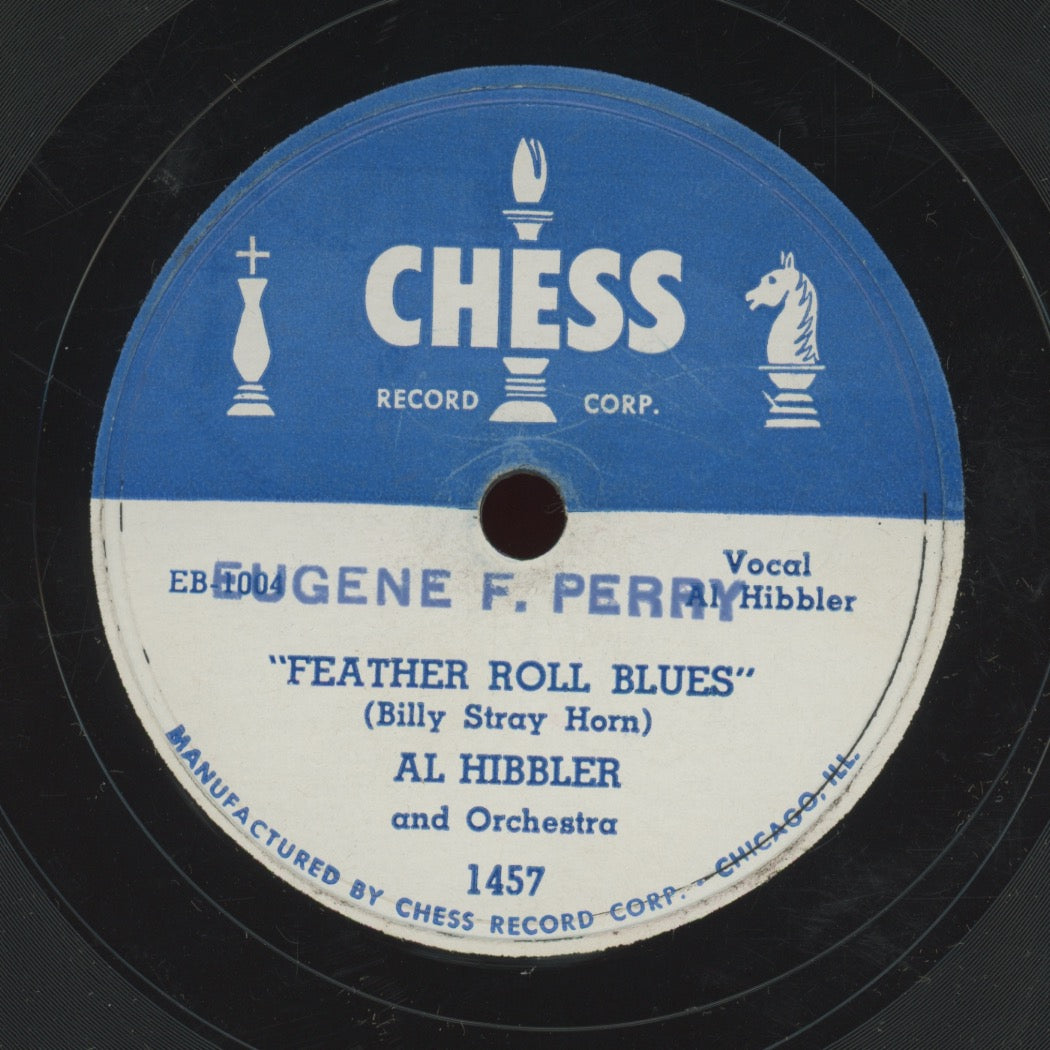 CHESS
RECORD CORP.
Vocal
EB-1004 Al Hibbler
EUGENE F. PERRY
"FEATHER ROLL BLUES"
(Billy Stray Horn)
AL HIBBLER
and Orchestra
1457
MANUFACTURED BY CHESS RECORD CORP. - CHICAGO, ILL.